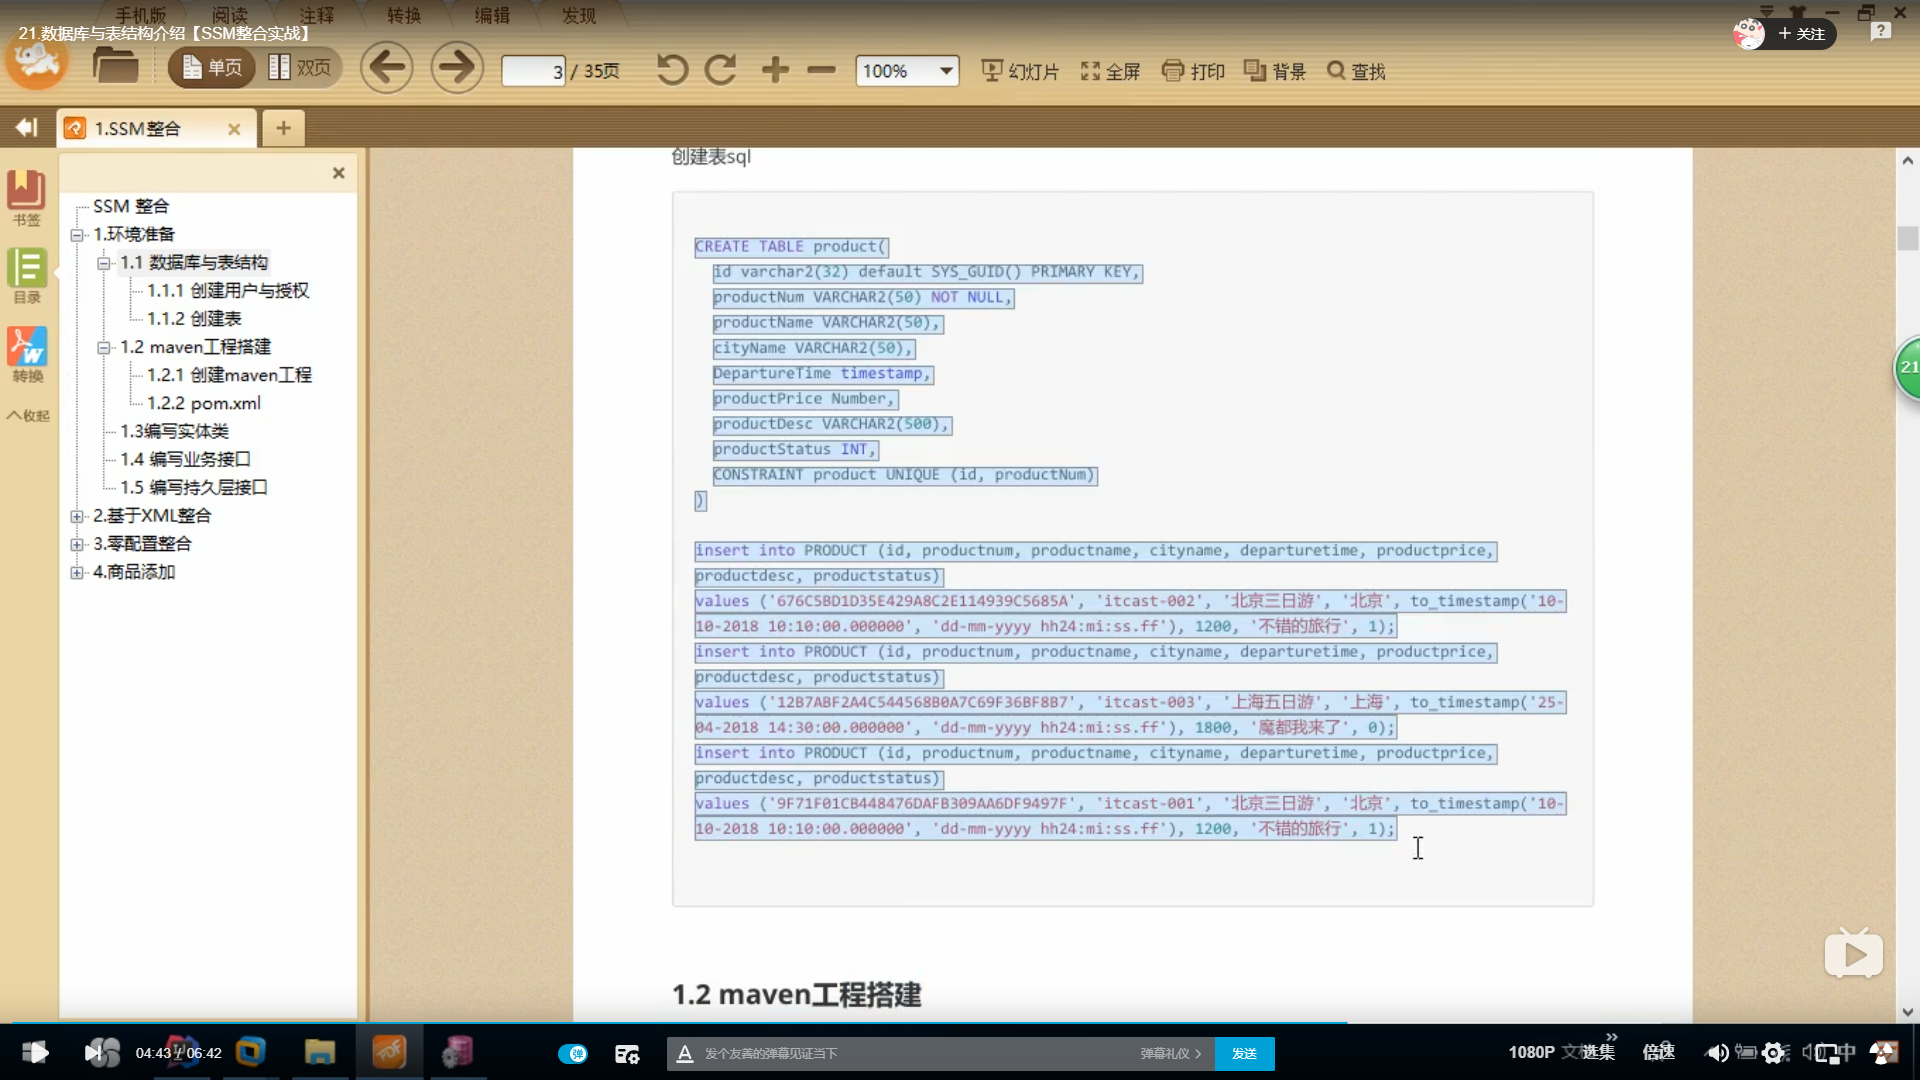 手机版 阅读 注释 转换 编辑 发现
21.数据库与表结构介绍【SSM整合实战】
+ 关注
单页 双页 3 / 35页 100% 幻灯片 全屏 打印 背景 查找
1.SSM整合
书签
目录
转换
收起
SSM 整合
1.环境准备
1.1 数据库与表结构
1.1.1 创建用户与授权
1.1.2 创建表
1.2 maven工程搭建
1.2.1 创建maven工程
1.2.2 pom.xml
1.3编写实体类
1.4 编写业务接口
1.5 编写持久层接口
2.基于XML整合
3.零配置整合
4.商品添加
创建表sql
CREATE TABLE product(
id varchar2(32) default SYS_GUID() PRIMARY KEY,
productNum VARCHAR2(50) NOT NULL,
productName VARCHAR2(50),
cityName VARCHAR2(50),
DepartureTime timestamp,
productPrice Number,
productDesc VARCHAR2(500),
productStatus INT,
CONSTRAINT product UNIQUE (id, productNum)
)
insert into PRODUCT (id, productnum, productname, cityname, departuretime, productprice,
productdesc, productstatus)
values ('676C5BD1D35E429A8C2E114939C5685A', 'itcast-002', '北京三日游', '北京', to_timestamp('10-
10-2018 10:10:00.000000', 'dd-mm-yyyy hh24:mi:ss.ff'), 1200, '不错的旅行', 1);
insert into PRODUCT (id, productnum, productname, cityname, departuretime, productprice,
productdesc, productstatus)
values ('12B7ABF2A4C544568B0A7C69F36BF8B7', 'itcast-003', '上海五日游', '上海', to_timestamp('25-
04-2018 14:30:00.000000', 'dd-mm-yyyy hh24:mi:ss.ff'), 1800, '魔都我来了', 0);
insert into PRODUCT (id, productnum, productname, cityname, departuretime, productprice,
productdesc, productstatus)
values ('9F71F01CB448476DAFB309AA6DF9497F', 'itcast-001', '北京三日游', '北京', to_timestamp('10-
10-2018 10:10:00.000000', 'dd-mm-yyyy hh24:mi:ss.ff'), 1200, '不错的旅行', 1);
1.2 maven工程搭建
21
04:43 / 06:42 弹 发个友善的弹幕见证当下 弹幕礼仪 > 发送 1080P 选集 倍速 中